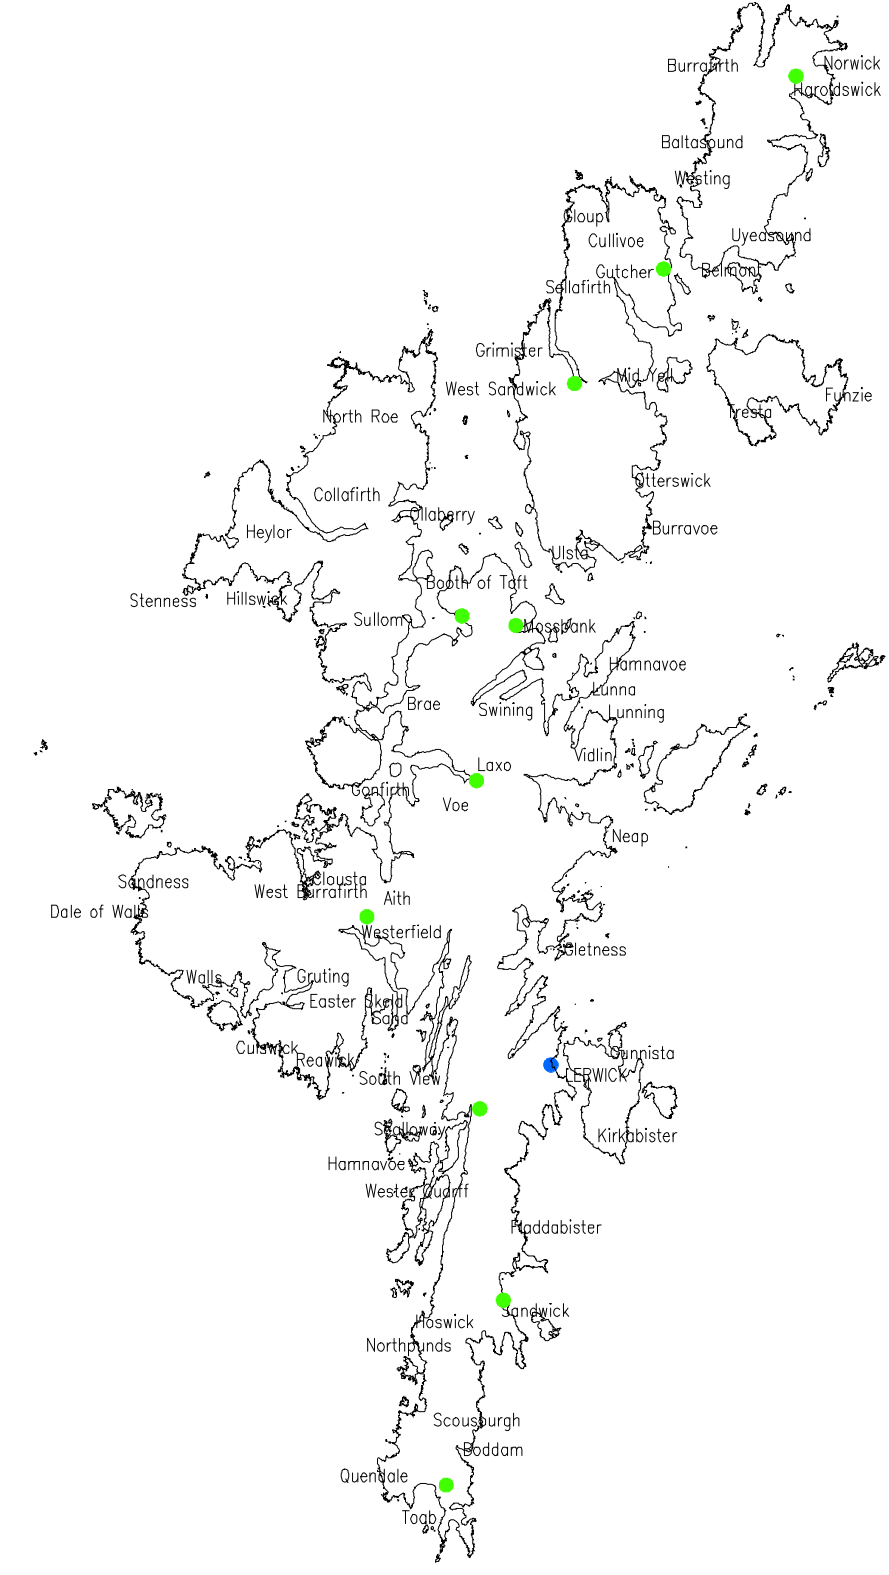 Norwick
Burrafirth
Haroldswick
Baltasound
Westing
Gloup
Uyeasound
Cullivoe
Belmont
Gutcher
Sellafirth
Grimister
Mid Yell
West Sandwick
Funzie
Tresta
North Roe
Otterswick
Collafirth
Ollaberry
Burravoe
Heylor
Ulsta
Booth of Toft
Stenness
Hillswick
Sullom
Mossbank
Hamnavoe
Lunna
Brae
Swining
Lunning
Vidlin
Laxo
Gonfirth
Voe
Neap
Clousta
Sandness
West Burrafirth
Aith
Dale of Walls
Westerfield
Gletness
Walls
Gruting
Easter Skeld
Sand
Culswick
Gunnista
Reawick
LERWICK
South View
Scalloway
Kirkabister
Hamnavoe
Wester Quarff
Fladdabister
Sandwick
Hoswick
Northpunds
Scousburgh
Boddam
Quendale
Toab